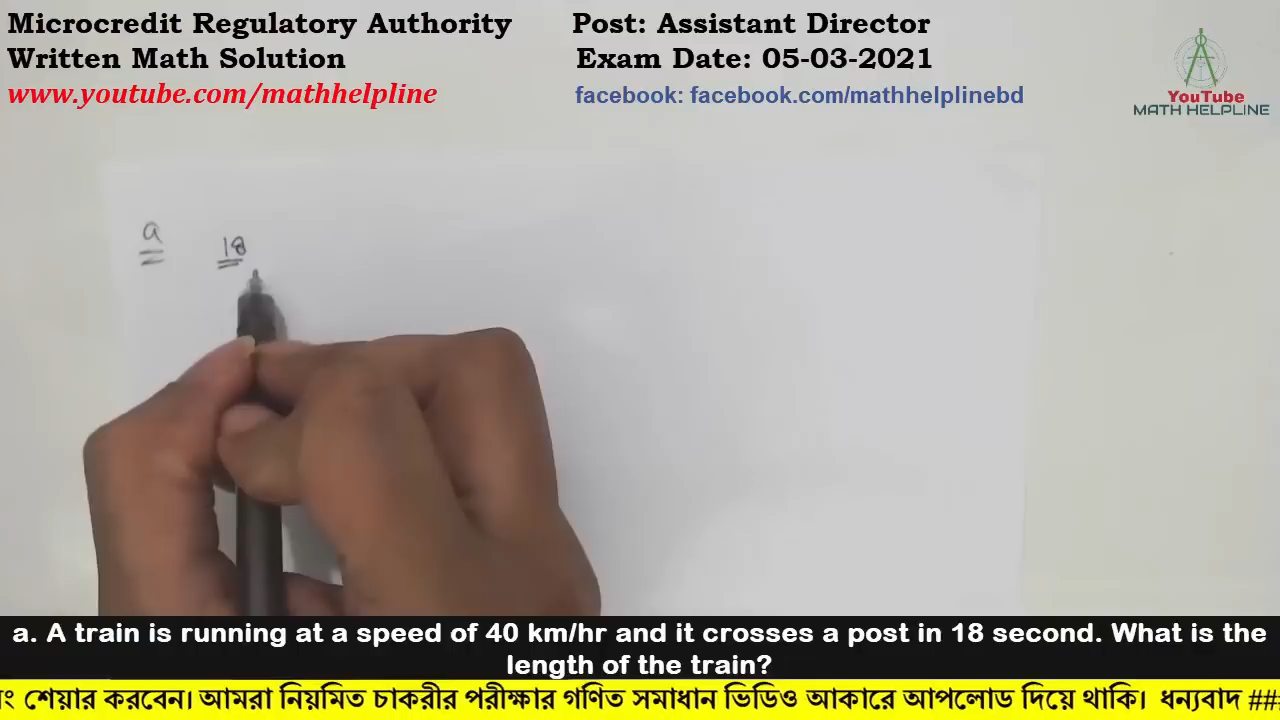 Microcredit Regulatory Authority
Post: Assistant Director
Written Math Solution
Exam Date: 05-03-2021
www.youtube.com/mathhelpline
facebook: facebook.com/mathhelplinebd
YouTube
MATH HELPLINE
a
18
a. A train is running at a speed of 40 km/hr and it crosses a post in 18 second. What is the
length of the train?
ং শেয়ার করবেন। আমরা নিয়মিত চাকরীর পরীক্ষার গণিত সমাধান ভিডিও আকারে আপলোড দিয়ে থাকি। ধন্যবাদ ##